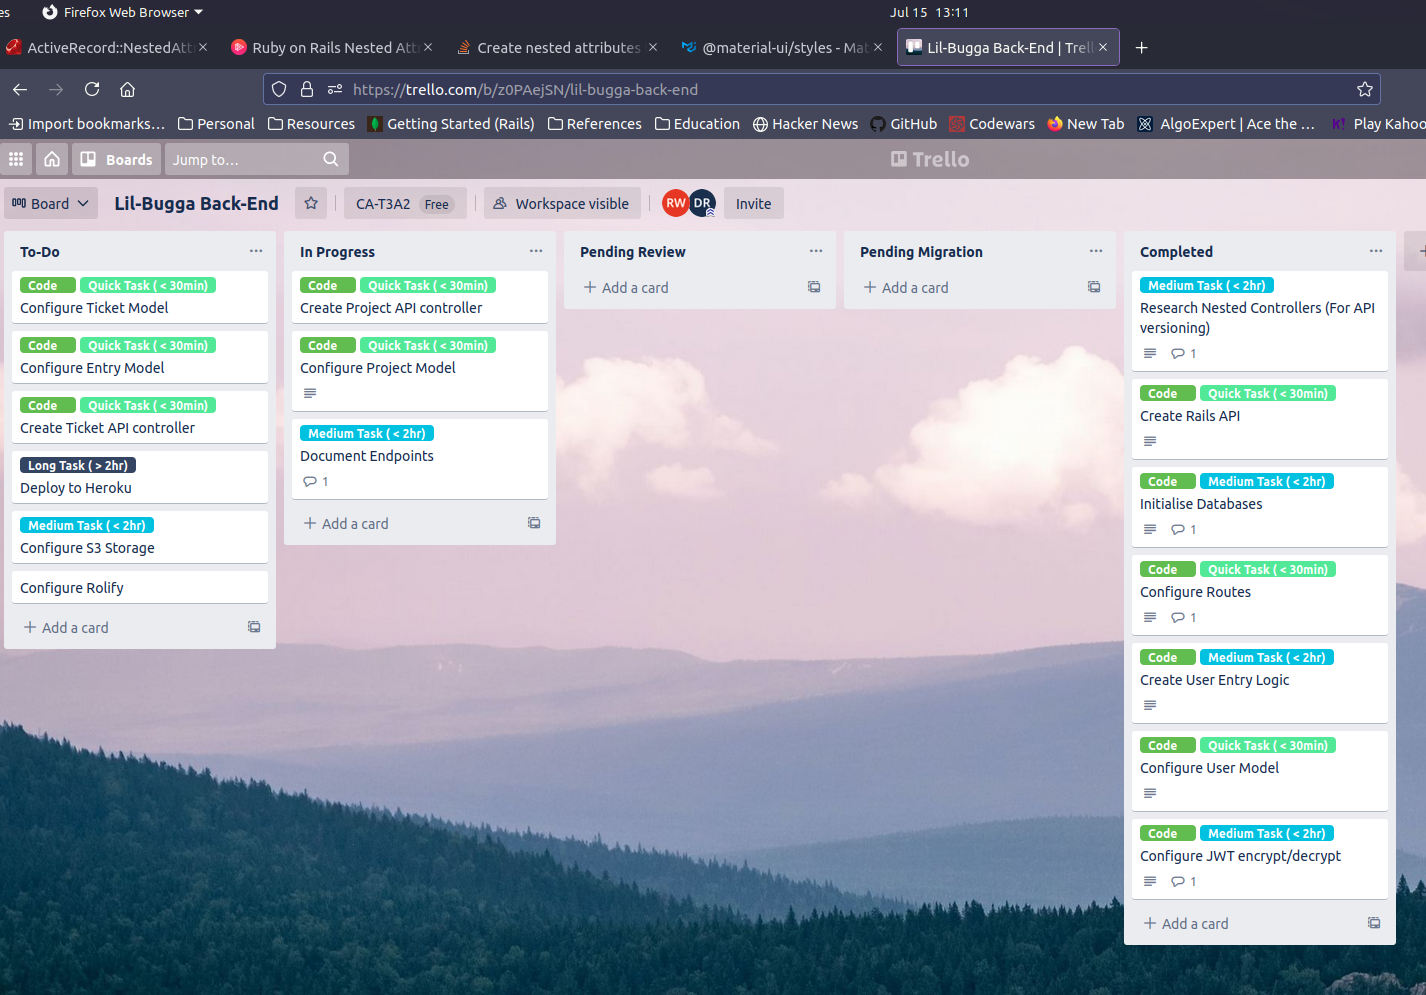 es
Firefox Web Browser
Jul 15 13:11
ActiveRecord::NestedAttr
Ruby on Rails Nested Attr
Create nested attributes
@material-ui/styles - Mat
Lil-Bugga Back-End | Trell
https://trello.com/b/z0PAejSN/lil-bugga-back-end
Import bookmarks...
Personal
Resources
Getting Started (Rails)
References
Education
Hacker News
GitHub
Codewars
New Tab
AlgoExpert | Ace the ...
K!
Play Kahoo
Boards
Jump to...
Trello
Board
Lil-Bugga Back-End
CA-T3A2 Free
Workspace visible
RW
DR
Invite
To-Do
Code Quick Task ( < 30min)
Configure Ticket Model
Code Quick Task ( < 30min)
Configure Entry Model
Code Quick Task ( < 30min)
Create Ticket API controller
Long Task ( > 2hr)
Deploy to Heroku
Medium Task ( < 2hr)
Configure S3 Storage
Configure Rolify
+ Add a card
In Progress
Code Quick Task ( < 30min)
Create Project API controller
Code Quick Task ( < 30min)
Configure Project Model
Medium Task ( < 2hr)
Document Endpoints
1
+ Add a card
Pending Review
+ Add a card
Pending Migration
+ Add a card
Completed
Medium Task ( < 2hr)
Research Nested Controllers (For API
versioning)
1
Code Quick Task ( < 30min)
Create Rails API
Code Medium Task ( < 2hr)
Initialise Databases
1
Code Quick Task ( < 30min)
Configure Routes
1
Code Medium Task ( < 2hr)
Create User Entry Logic
Code Quick Task ( < 30min)
Configure User Model
Code Medium Task ( < 2hr)
Configure JWT encrypt/decrypt
1
+ Add a card